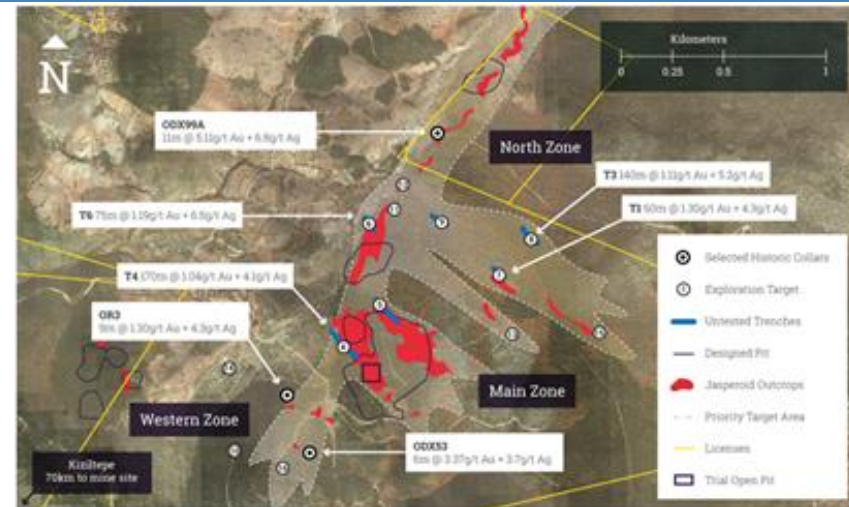 N
Kilometers
0 0.25 0.5 1
ODX99A
11m @ 5.11g/t Au + 6.8g/t Ag
North Zone
T3 140m @ 1.11g/t Au + 5.2g/t Ag
T6 75m @ 1.19g/t Au + 6.5g/t Ag
T1 60m @ 1.30g/t Au + 4.3g/t Ag
T4 170m @ 1.04g/t Au + 4.1g/t Ag
OR3
9m @ 1.30g/t Au + 4.3g/t Ag
Western Zone
Main Zone
ODX53
6m @ 3.37g/t Au + 3.7g/t Ag
Kiziltepe
70km to mine site
Selected Historic Collars
Exploration Target
Untested Trenches
Designed Pit
Jasperoid Outcrops
Priority Target Area
Licenses
Trial Open Pit